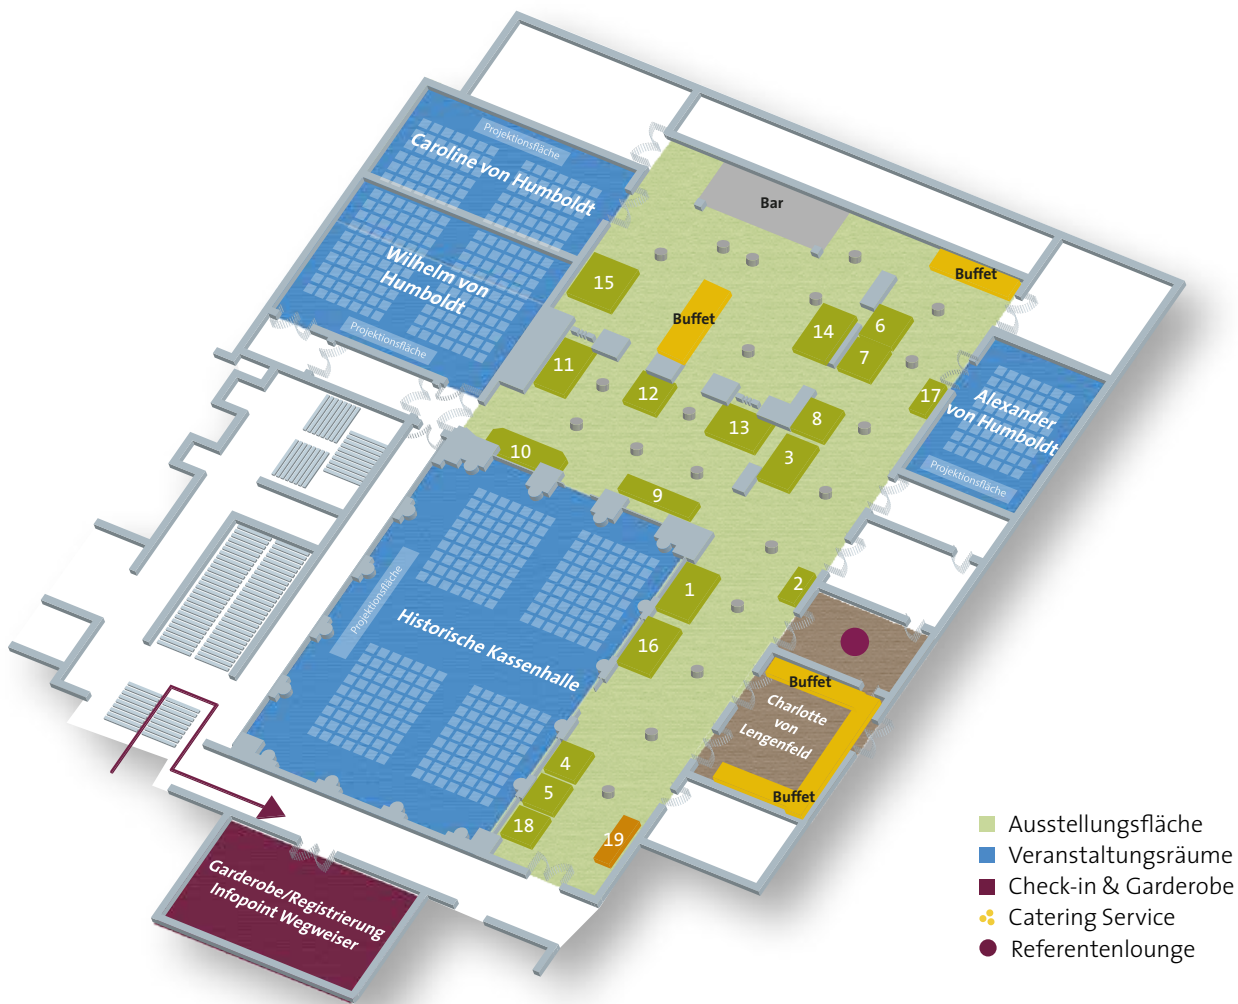 Projektionsfläche
Caroline von Humboldt
Bar
Wilhelm von
Humboldt
Projektionsfläche
15
Buffet
Buffet
14
6
7
11
12
17
13
8
3
Alexander
von Humboldt
Projektionsfläche
10
9
Projektionsfläche
Historische Kassenhalle
1
2
16
Buffet
Charlotte
von
Lengenfeld
Buffet
4
5
18
19
Garderobe/Registrierung
Infopoint Wegweiser
Ausstellungsfläche
Veranstaltungsräume
Check-in & Garderobe
Catering Service
Referentenlounge